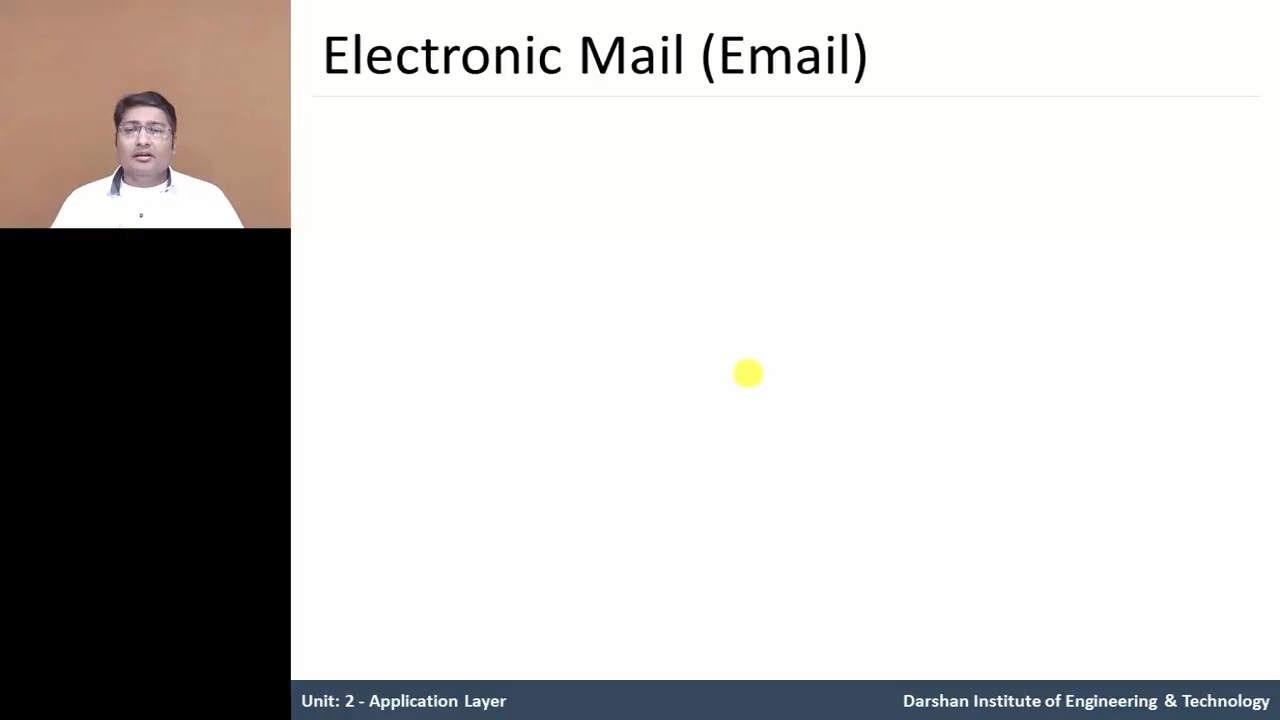 Electronic Mail (Email)
Unit: 2 - Application Layer
Darshan Institute of Engineering & Technology